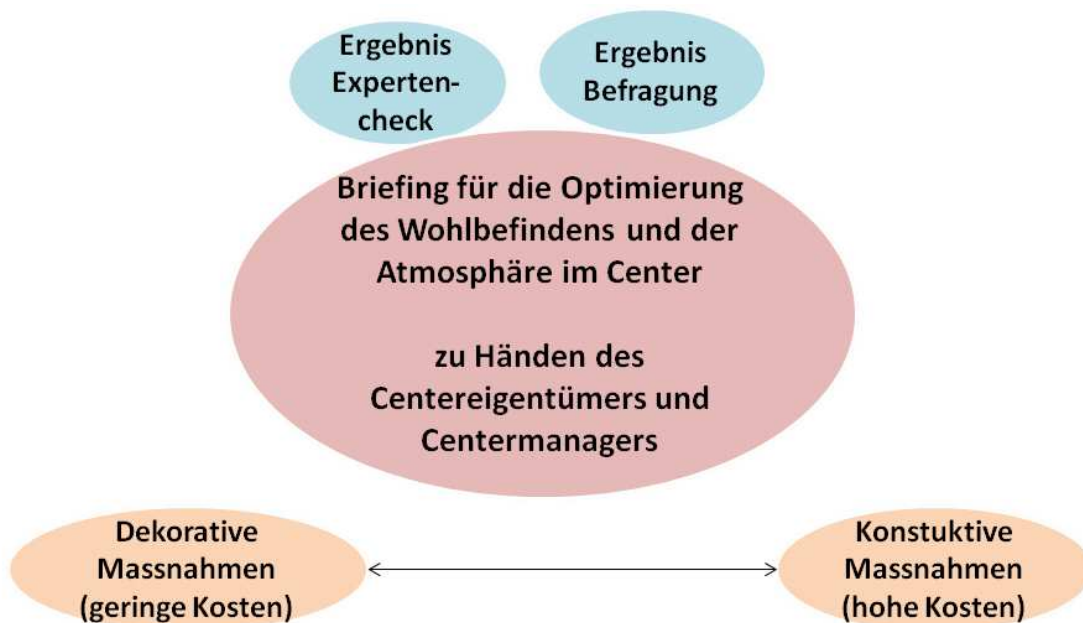 Ergebnis
Experten-
check
Ergebnis
Befragung
Briefing für die Optimierung
des Wohlbefindens und der
Atmosphäre im Center
zu Händen des
Centereigentümers und
Centermanagers
Dekorative
Massnahmen
(geringe Kosten)
Konstuktive
Massnahmen
(hohe Kosten)